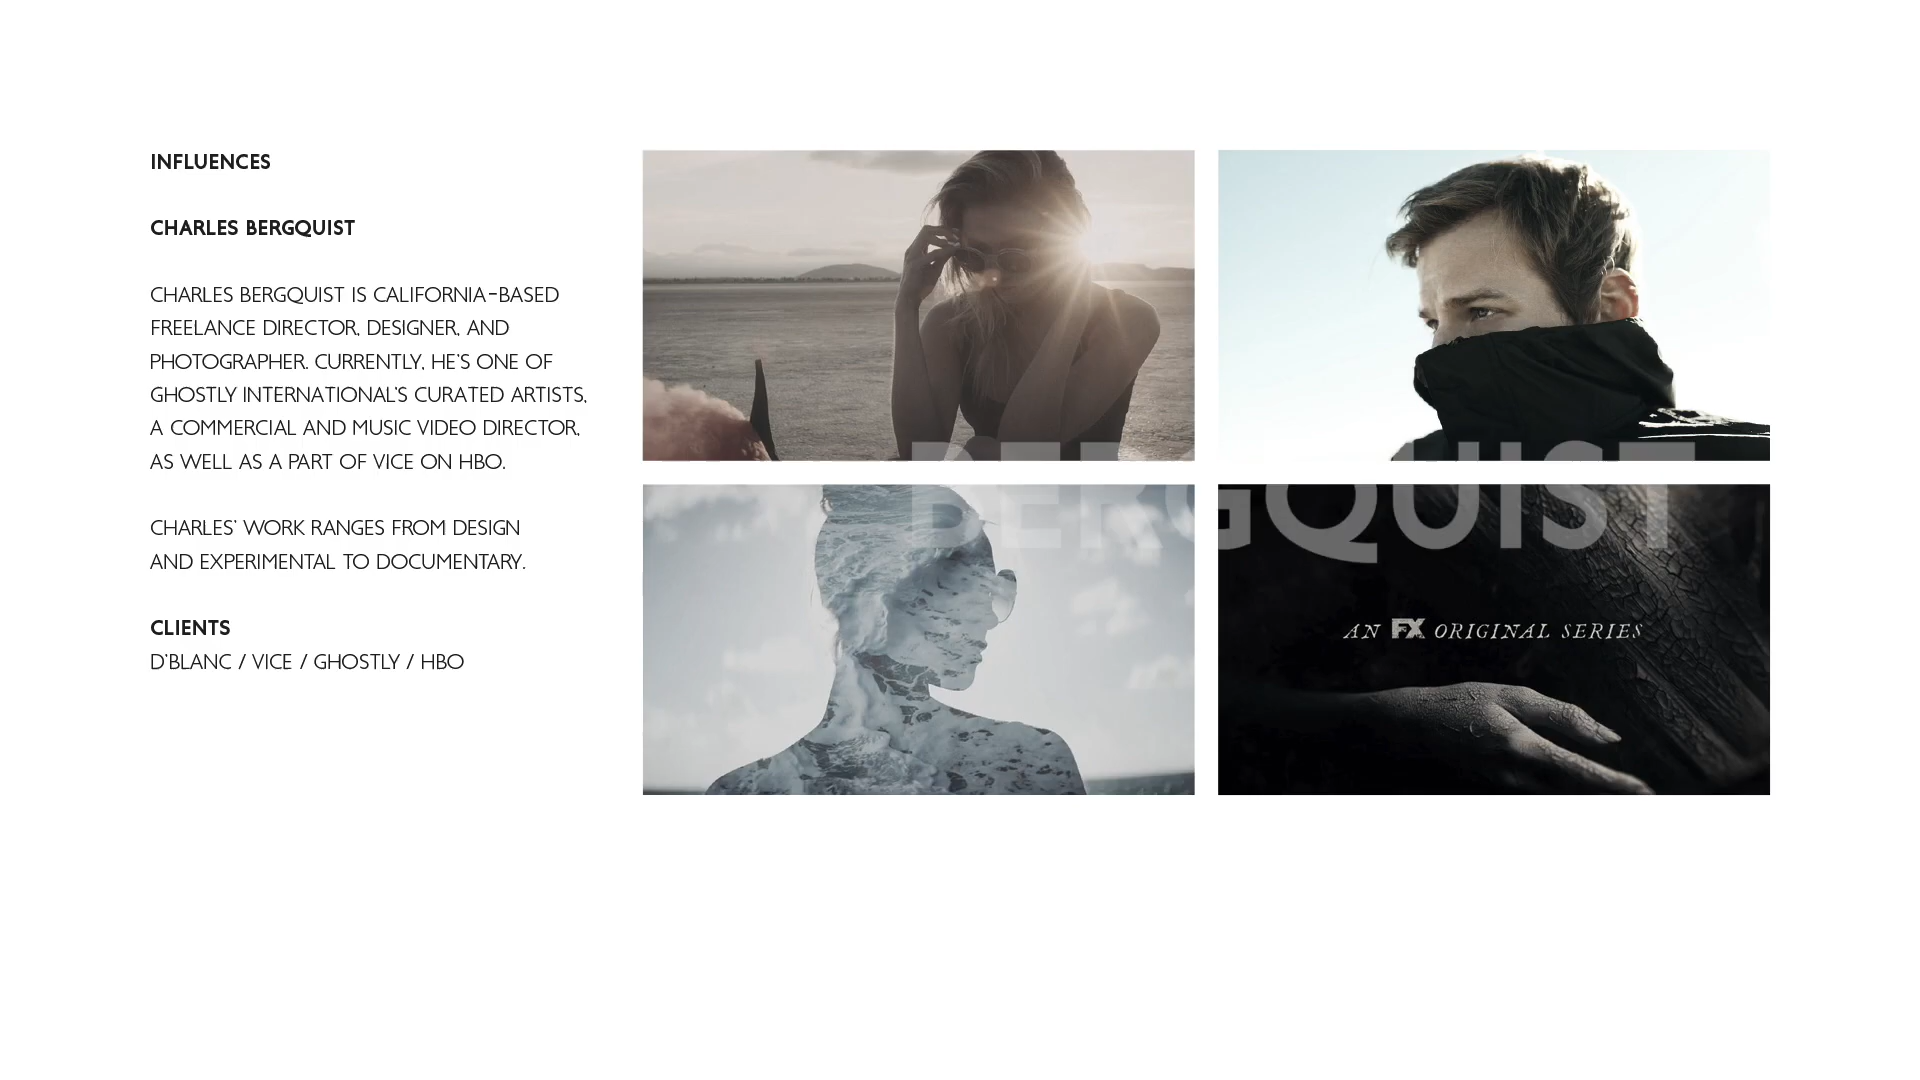 INFLUENCES
CHARLES BERGQUIST
CHARLES BERGQUIST IS CALIFORNIA-BASED
FREELANCE DIRECTOR, DESIGNER, AND
PHOTOGRAPHER. CURRENTLY, HE'S ONE OF
GHOSTLY INTERNATIONAL'S CURATED ARTISTS,
A COMMERCIAL AND MUSIC VIDEO DIRECTOR,
AS WELL AS A PART OF VICE ON HBO.
CHARLES' WORK RANGES FROM DESIGN
AND EXPERIMENTAL TO DOCUMENTARY.
CLIENTS
D'BLANC / VICE / GHOSTLY / HBO
BERGQUIST
AN FX ORIGINAL SERIES